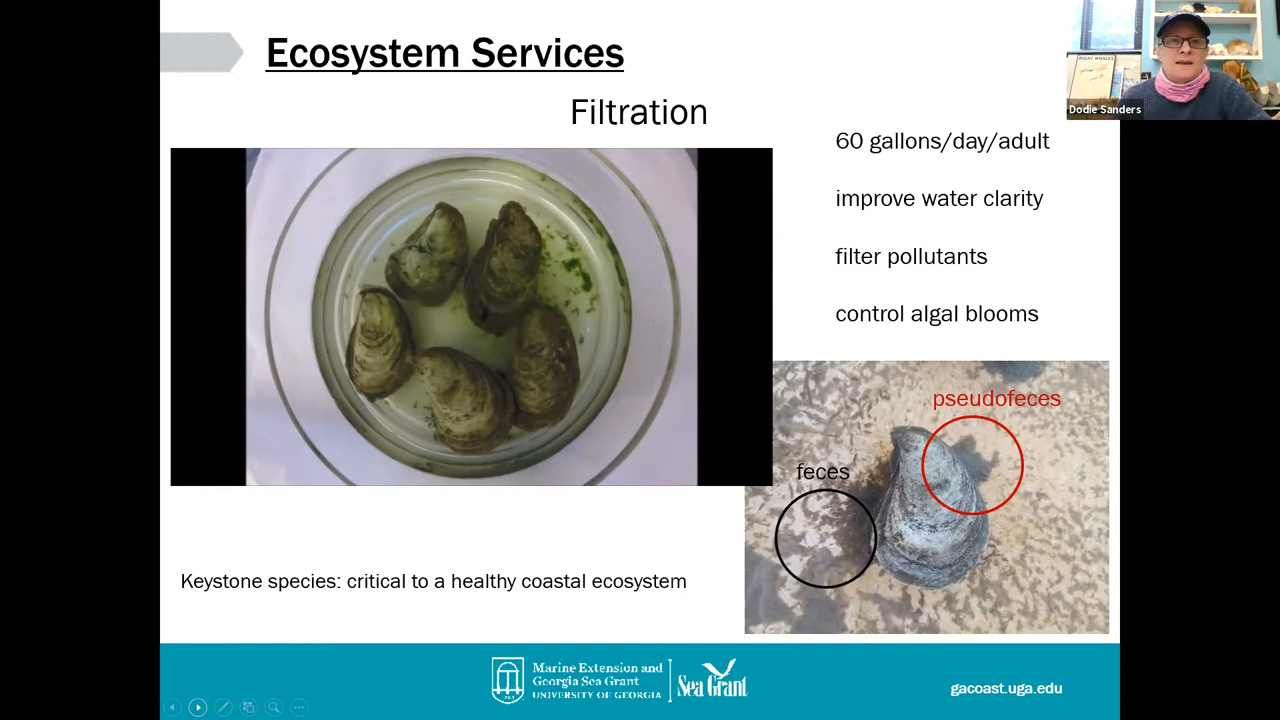 Ecosystem Services
Filtration
RIGHT WHALES
Dodie Sanders
60 gallons/day/adult
improve water clarity
filter pollutants
control algal blooms
pseudofeces
feces
Keystone species: critical to a healthy coastal ecosystem
Marine Extension and
Georgia Sea Grant
UNIVERSITY OF GEORGIA
Sea Grant
gacoast.uga.edu